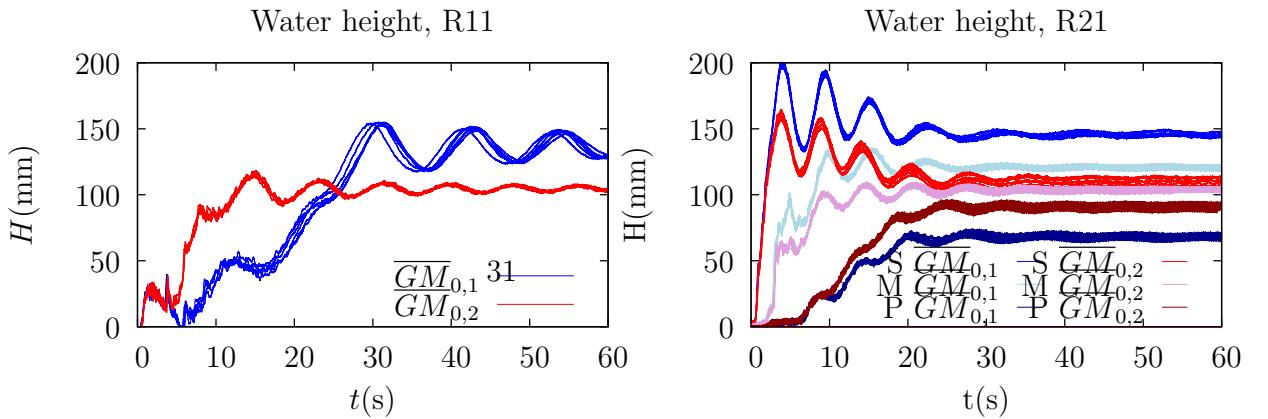 Water height, R11
200
150
100
50
0
H(mm)
0 10 20 30 40 50 60
t(s)
GM0,1 31
GM0,2
Water height, R21
200
150
100
50
0
H(mm)
0 10 20 30 40 50 60
t(s)
S GM0,1 S GM0,2
M GM0,1 M GM0,2
P GM0,1 P GM0,2